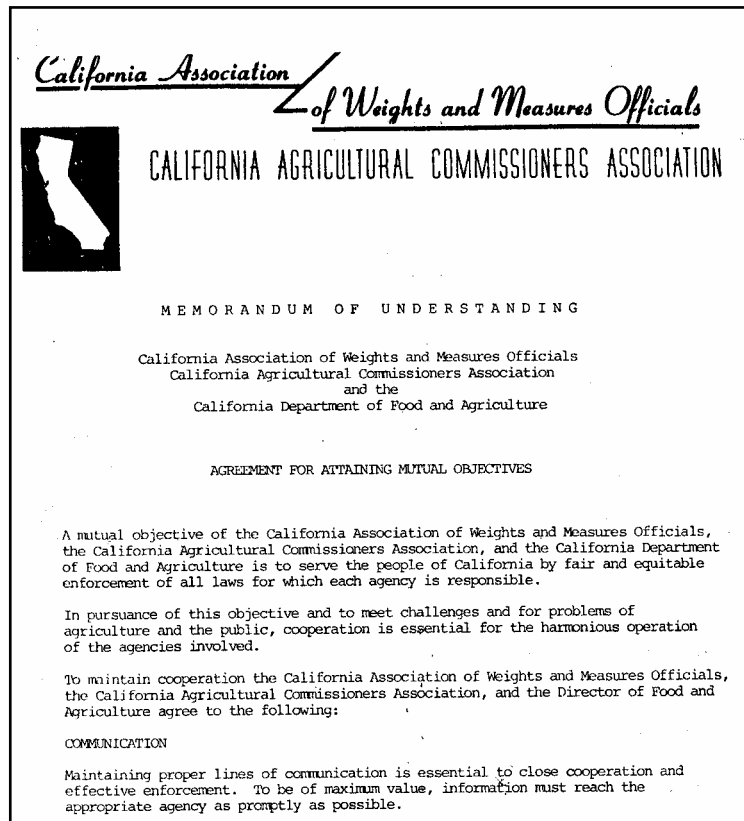 California Association
of Weights and Measures Officials
CALIFORNIA AGRICULTURAL COMMISSIONERS ASSOCIATION
MEMORANDUM OF UNDERSTANDING
California Association of Weights and Measures Officials
California Agricultural Commissioners Association
and the
California Department of Food and Agriculture
AGREEMENT FOR ATTAINING MUTUAL OBJECTIVES
A mutual objective of the California Association of Weights and Measures Officials,
the California Agricultural Commissioners Association, and the California Department
of Food and Agriculture is to serve the people of California by fair and equitable
enforcement of all laws for which each agency is responsible.
In pursuance of this objective and to meet challenges and for problems of
agriculture and the public, cooperation is essential for the harmonious operation
of the agencies involved.
To maintain cooperation the California Association of Weights and Measures Officials,
the California Agricultural Commissioners Association, and the Director of Food and
Agriculture agree to the following:
COMMUNICATION
Maintaining proper lines of communication is essential to close cooperation and
effective enforcement. To be of maximum value, information must reach the
appropriate agency as promptly as possible.